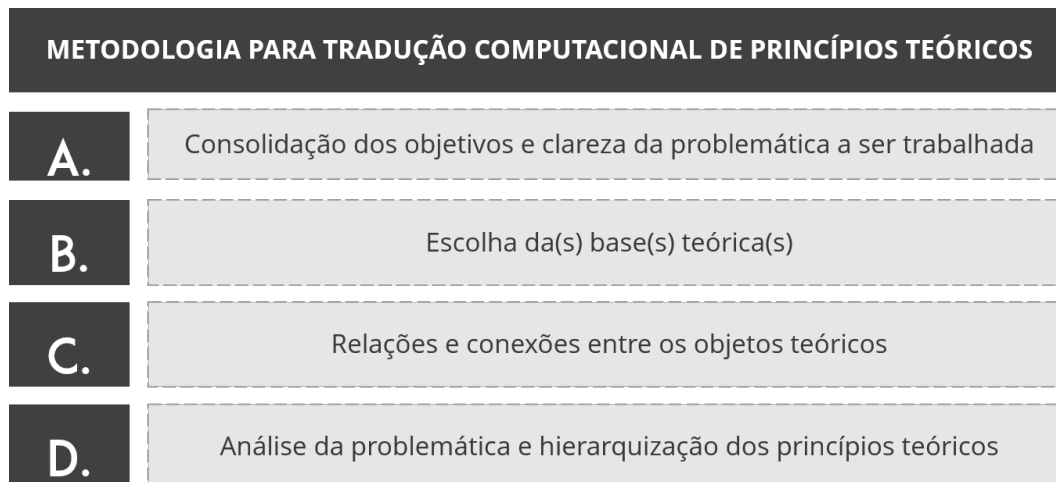 METODOLOGIA PARA TRADUÇÃO COMPUTACIONAL DE PRINCÍPIOS TEÓRICOS
A. Consolidação dos objetivos e clareza da problemática a ser trabalhada
B. Escolha da(s) base(s) teórica(s)
C. Relações e conexões entre os objetos teóricos
D. Análise da problemática e hierarquização dos princípios teóricos